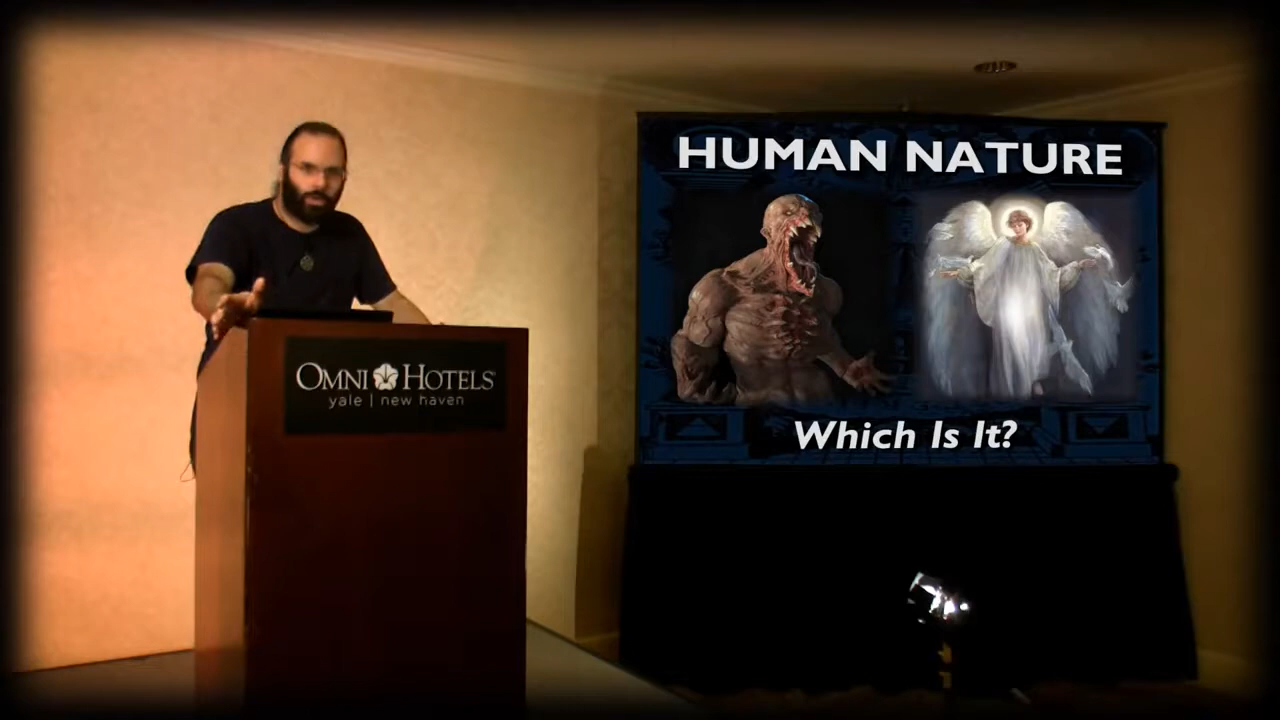 HUMAN NATURE
Which Is It?
OMNI HOTELS
yale | new haven